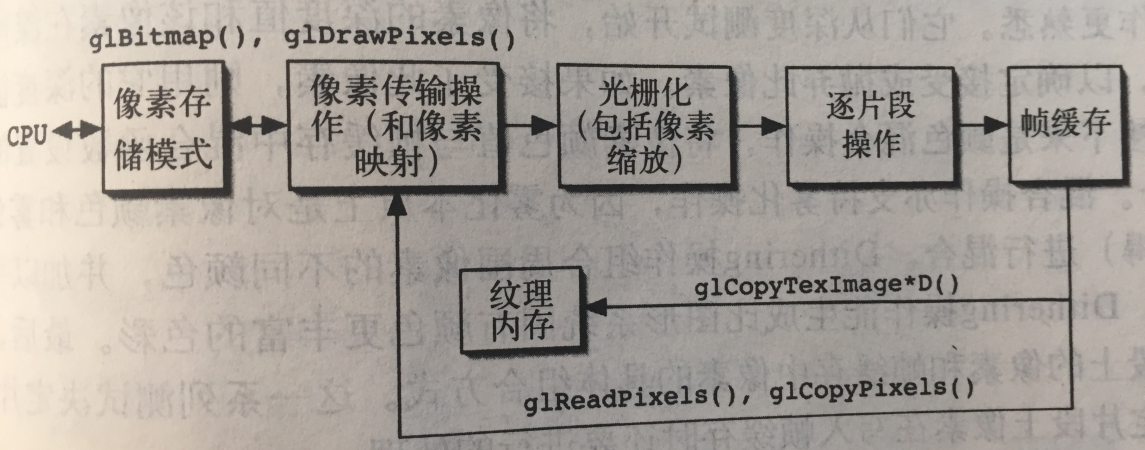 glBitmap(), glDrawPixels()
CPU
像素存
储模式
像素传输操
作（和像素
映射）
光栅化
（包括像素
缩放）
逐片段
操作
帧缓存
纹理
内存
glCopyTexImage*D()
glReadPixels(), glCopyPixels()